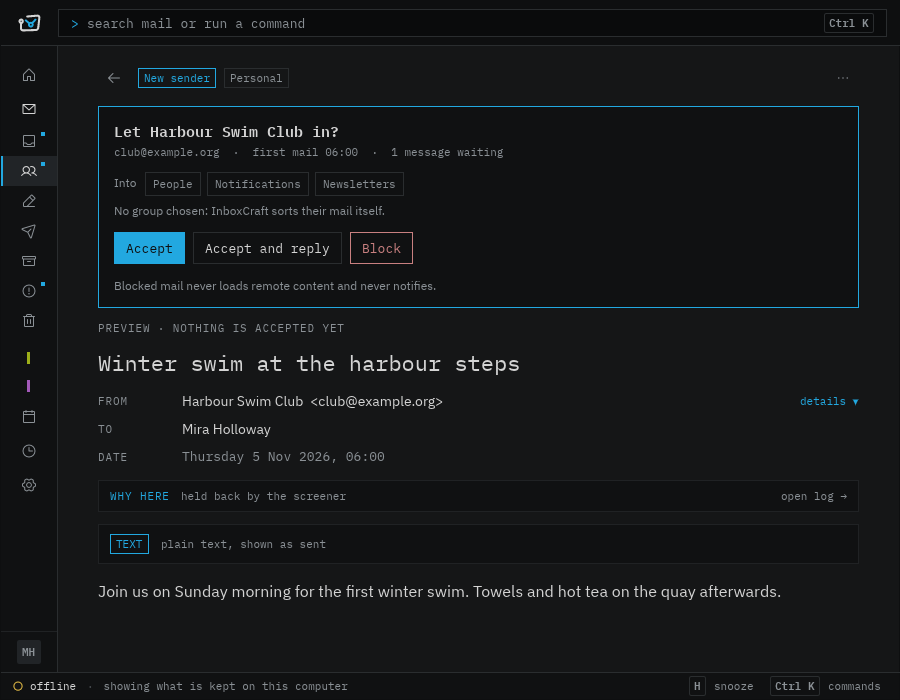 > search mail or run a command Ctrl K
← New sender Personal ...
Let Harbour Swim Club in?
club@example.org · first mail 06:00 · 1 message waiting
Into People Notifications Newsletters
No group chosen: InboxCraft sorts their mail itself.
Accept Accept and reply Block
Blocked mail never loads remote content and never notifies.
PREVIEW · NOTHING IS ACCEPTED YET
Winter swim at the harbour steps
FROM Harbour Swim Club <club@example.org> details ▾
TO Mira Holloway
DATE Thursday 5 Nov 2026, 06:00
WHY HERE held back by the screener open log →
TEXT plain text, shown as sent
Join us on Sunday morning for the first winter swim. Towels and hot tea on the quay afterwards.
MH
offline · showing what is kept on this computer H snooze Ctrl K commands